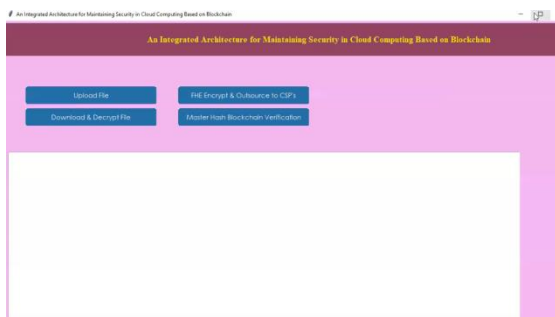 An Integrated Architecture for Maintaining Security in Cloud Computing Based on Blockchain
An Integrated Architecture for Maintaining Security in Cloud Computing Based on Blockchain
Upload File
FHE Encrypt & Outsource to CSP's
Download & Decrypt File
Master Hash Blockchain Verification